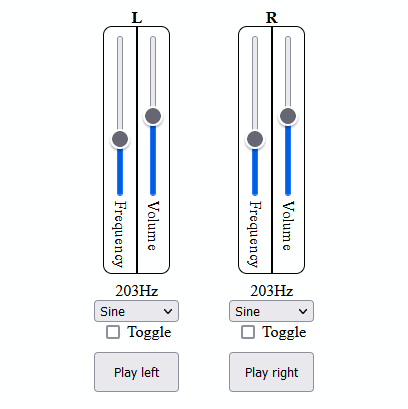 L
Frequency
Volume
203Hz
Sine
Toggle
Play left
R
Frequency
Volume
203Hz
Sine
Toggle
Play right